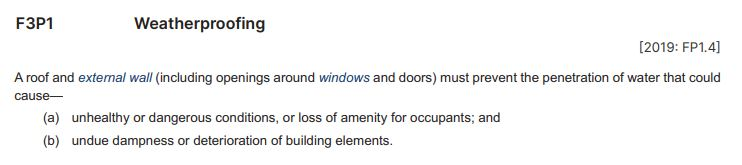 F3P1 Weatherproofing
[2019: FP1.4]
A roof and external wall (including openings around windows and doors) must prevent the penetration of water that could
cause—
(a) unhealthy or dangerous conditions, or loss of amenity for occupants; and
(b) undue dampness or deterioration of building elements.